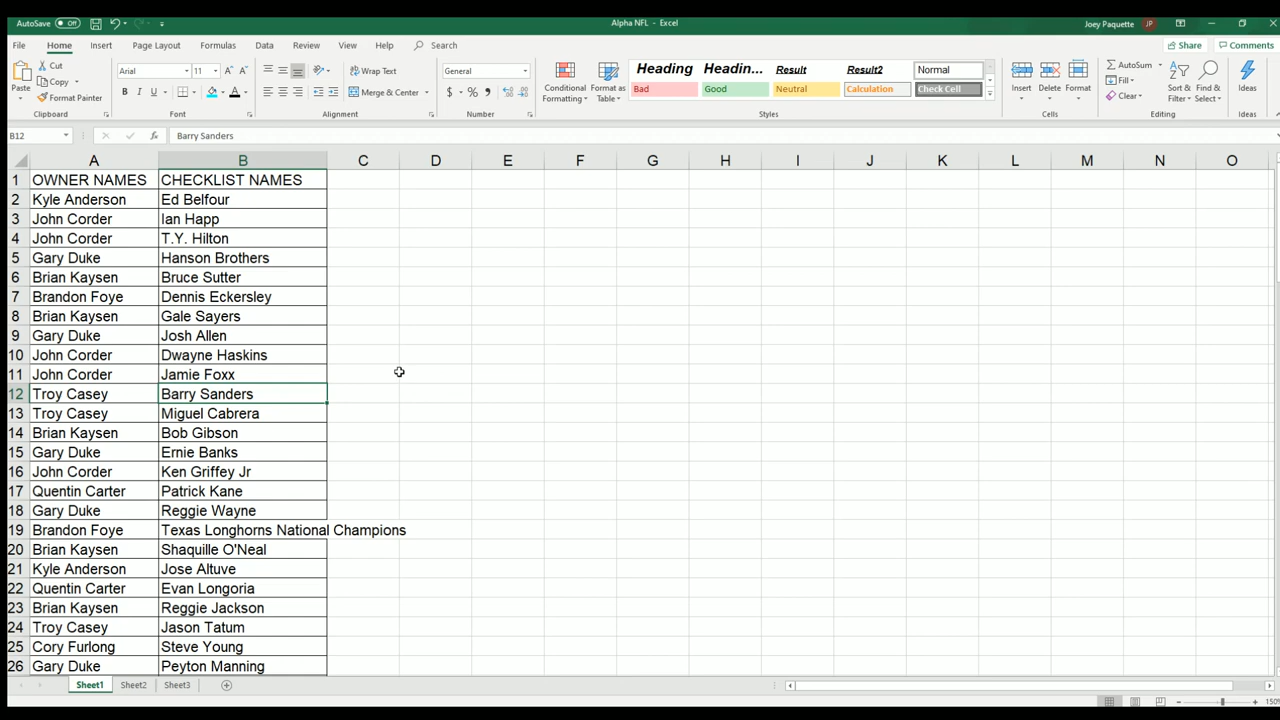 AutoSave Off
Alpha NFL - Excel
Joey Paquette JP
File Home Insert Page Layout Formulas Data Review View Help Search Share Comments
Paste
Cut
Copy
Format Painter
Clipboard
Arial 11
Font
Wrap Text
Merge & Center
Alignment
General
Number
Conditional Formatting
Format as Table
Heading Headin... Result Result2 Normal
Bad Good Neutral Calculation Check Cell
Styles
Insert Delete Format
Cells
AutoSum
Fill
Clear
Sort & Filter
Find & Select
Editing
Ideas
Ideas
B12 fx Barry Sanders
A B C D E F G H I J K L M N O
1 OWNER NAMES CHECKLIST NAMES
2 Kyle Anderson Ed Belfour
3 John Corder Ian Happ
4 John Corder T.Y. Hilton
5 Gary Duke Hanson Brothers
6 Brian Kaysen Bruce Sutter
7 Brandon Foye Dennis Eckersley
8 Brian Kaysen Gale Sayers
9 Gary Duke Josh Allen
10 John Corder Dwayne Haskins
11 John Corder Jamie Foxx
12 Troy Casey Barry Sanders
13 Troy Casey Miguel Cabrera
14 Brian Kaysen Bob Gibson
15 Gary Duke Ernie Banks
16 John Corder Ken Griffey Jr
17 Quentin Carter Patrick Kane
18 Gary Duke Reggie Wayne
19 Brandon Foye Texas Longhorns National Champions
20 Brian Kaysen Shaquille O'Neal
21 Kyle Anderson Jose Altuve
22 Quentin Carter Evan Longoria
23 Brian Kaysen Reggie Jackson
24 Troy Casey Jason Tatum
25 Cory Furlong Steve Young
26 Gary Duke Peyton Manning
Sheet1 Sheet2 Sheet3